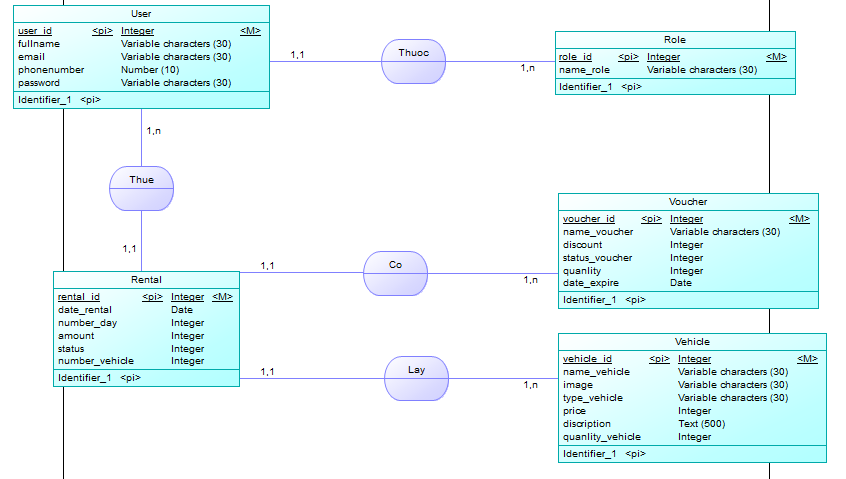 User
user_id <pi> Integer <M>
fullname Variable characters (30)
email Variable characters (30)
phonenumber Number (10)
password Variable characters (30)
Identifier_1 <pi>
1,1
Thuoc
1,n
Role
role_id <pi> Integer <M>
name_role Variable characters (30)
Identifier_1 <pi>
1,n
Thue
1,1
Voucher
voucher_id <pi> Integer <M>
name_voucher Variable characters (30)
discount Integer
status_voucher Integer
quanlity Integer
date_expire Date
Identifier_1 <pi>
1,1
Co
1,n
Rental
rental_id <pi> Integer <M>
date_rental Date
number_day Integer
amount Integer
status Integer
number_vehicle Integer
Identifier_1 <pi>
1,1
Lay
1,n
Vehicle
vehicle_id <pi> Integer <M>
name_vehicle Variable characters (30)
image Variable characters (30)
type_vehicle Variable characters (30)
price Integer
discription Text (500)
quanlity_vehicle Integer
Identifier_1 <pi>